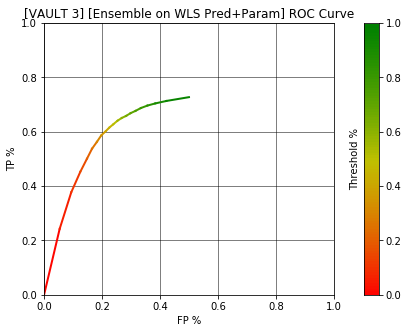 [VAULT 3] [Ensemble on WLS Pred+Param] ROC Curve
1.0
0.8
0.6
0.4
0.2
0.0
TP %
0.0 0.2 0.4 0.6 0.8 1.0
FP %
Threshold %
1.0
0.8
0.6
0.4
0.2
0.0